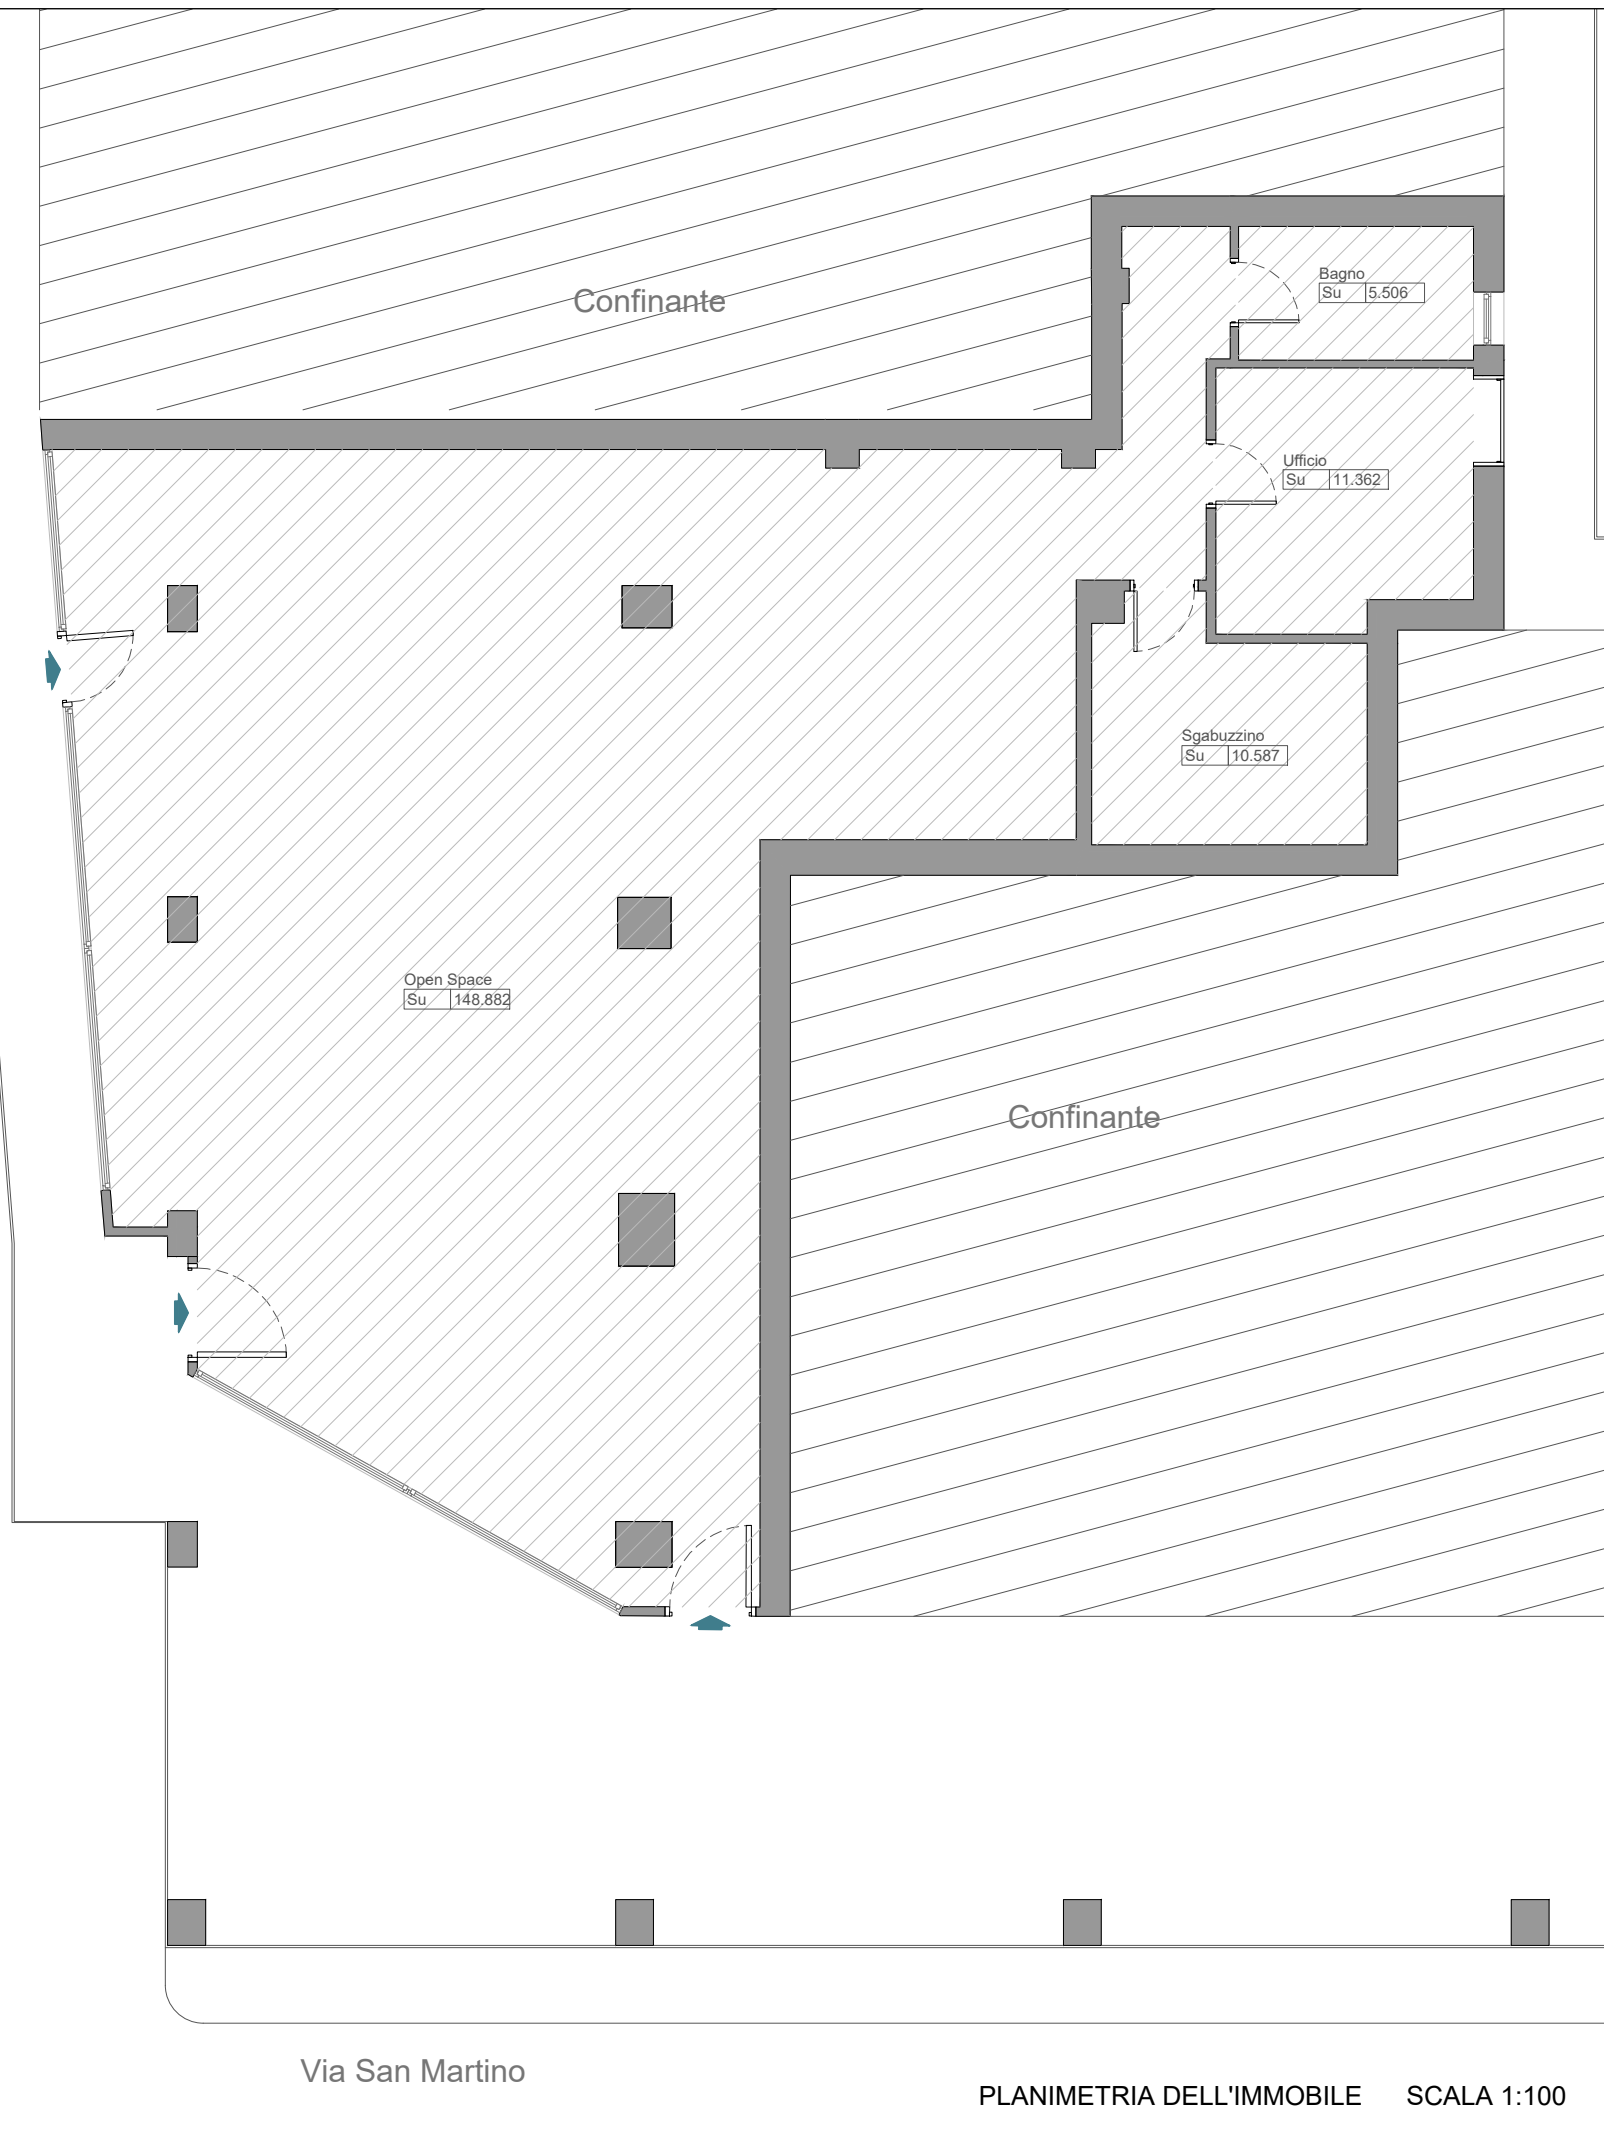 Confinante
Bagno
Su 5.506
Ufficio
Su 11.362
Sgabuzzino
Su 10.587
Open Space
Su 148.882
Confinante
Via San Martino
PLANIMETRIA DELL'IMMOBILE SCALA 1:100